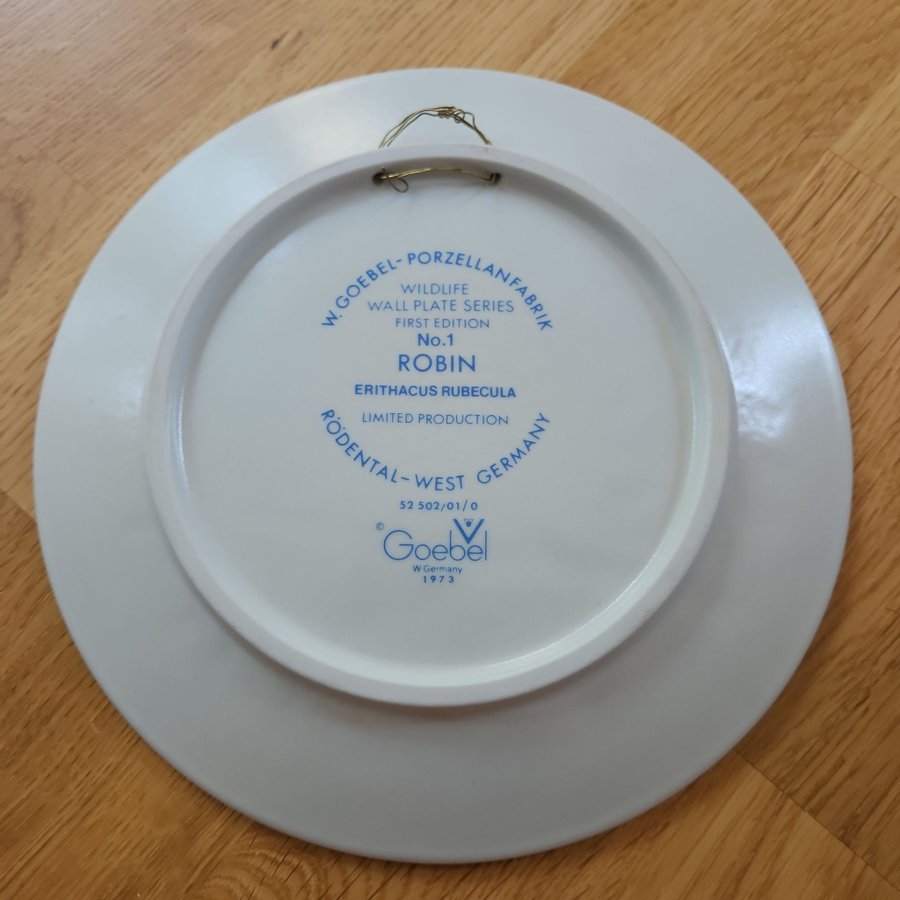 W. GOEBEL-PORZELLANFABRIK
WILDLIFE
WALL PLATE SERIES
FIRST EDITION
No.1
ROBIN
ERITHACUS RUBECULA
LIMITED PRODUCTION
RÖDENTAL-WEST GERMANY
52 502/01/0
© Goebel
W. Germany
1973